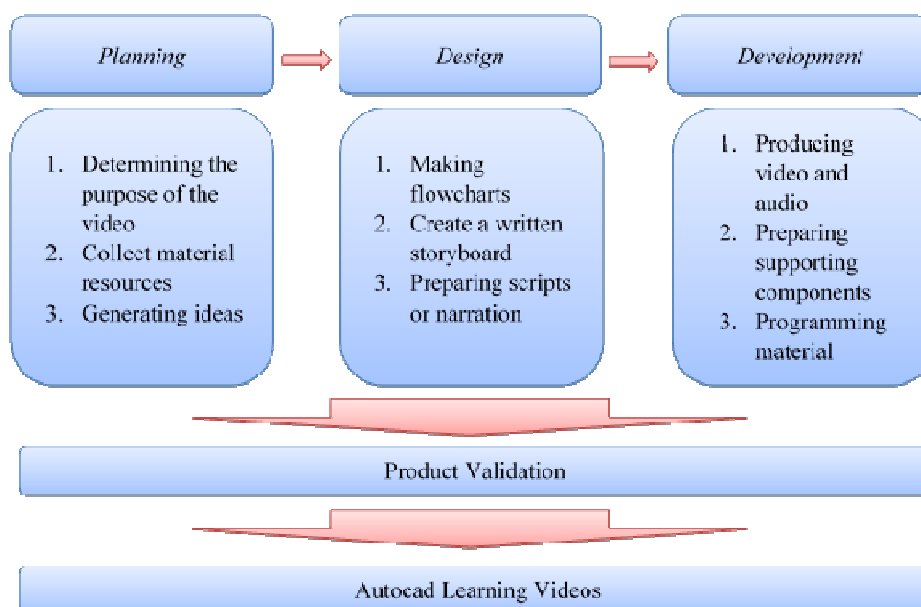 Planning
Design
Development
1. Determining the
purpose of the
video
2. Collect material
resources
3. Generating ideas
1. Making
flowcharts
2. Create a written
storyboard
3. Preparing scripts
or narration
1. Producing
video and
audio
2. Preparing
supporting
components
3. Programming
material
Product Validation
Autocad Learning Videos